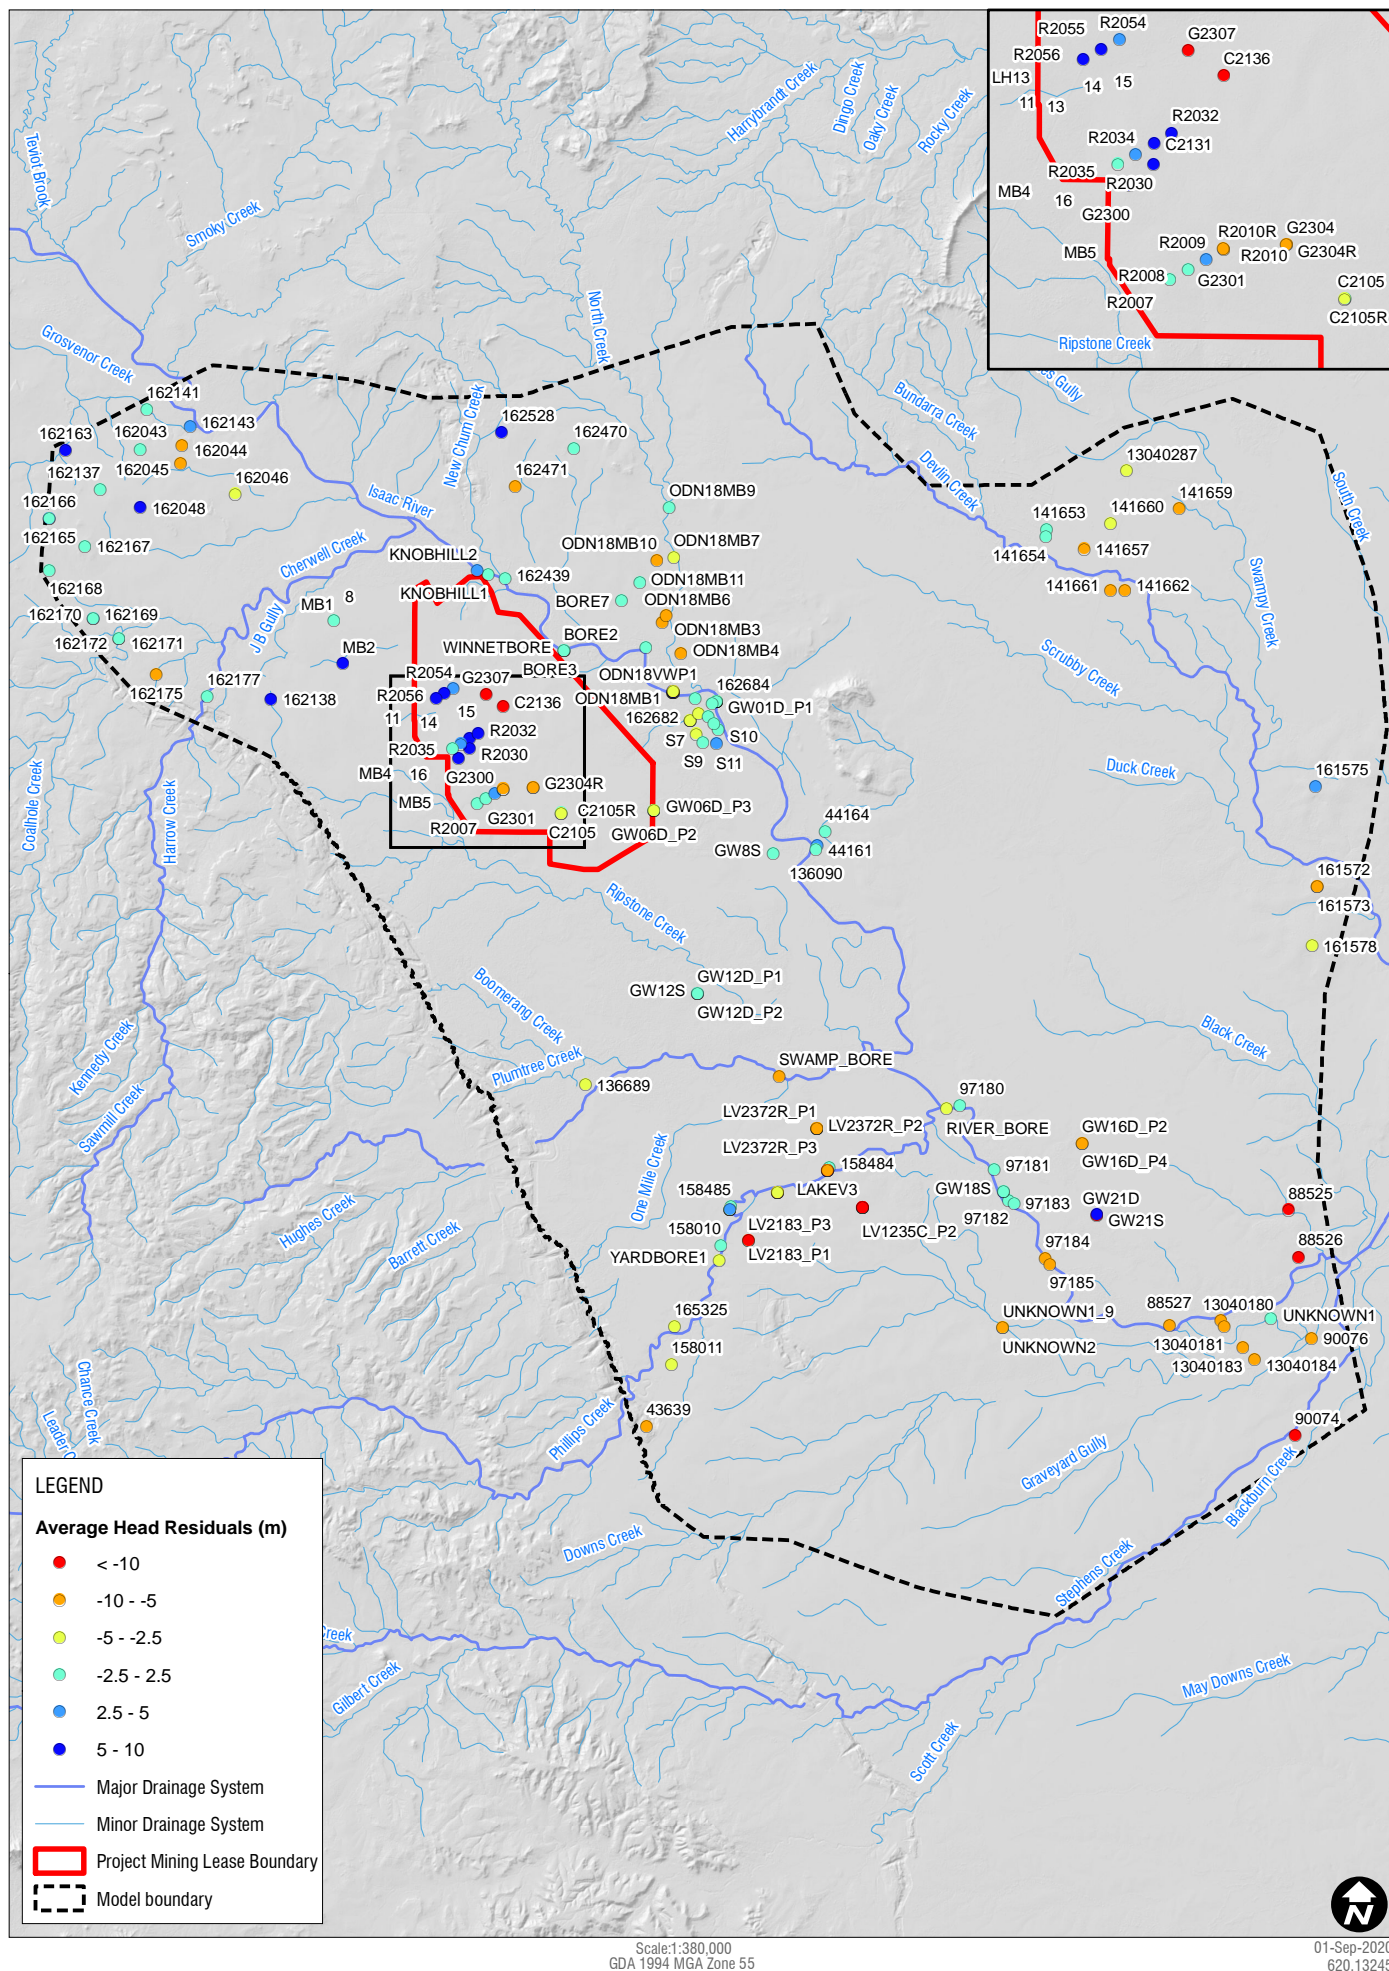 R2055
R2054
G2307
R2056
C2136
LH13
14
15
11
13
R2032
R2034
C2131
R2035
R2030
MB4
16
G2300
R2009
R2010R
G2304
MB5
R2010
G2304R
R2008
G2301
R2007
C2105
C2105R
Ripstone Creek
Teviot Brook
Smoky Creek
Harrybrandt Creek
Dingo Creek
Oaky Creek
Rocky Creek
Grosvenor Creek
North Creek
New Chum Creek
Bundarra Creek
es Gully
Devlin Creek
South Creek
162141
162143
162163
162043
162044
162137
162045
162046
162166
162048
162165
162167
162168
162528
162470
162471
Isaac River
Cherwell Creek
KNOBHILL2
KNOBHILL1
162439
ODN18MB9
ODN18MB10
ODN18MB7
ODN18MB11
BORE7
ODN18MB6
ODN18MB3
ODN18MB4
13040287
141659
141660
141653
141654
141657
141661
141662
Swampy Creek
Scrubby Creek
162170
162169
162172
162171
162175
162177
J B Gully
MB1
8
MB2
162138
WINNETBORE
BORE2
BORE3
ODN18VWP1
ODN18MB1
162684
GW01D_P1
162682
S7
S10
S9
S11
R2054
G2307
R2056
C2136
11
14
15
R2032
R2035
R2030
MB4
16
G2300
G2304R
MB5
G2301
C2105R
R2007
C2105
GW06D_P3
GW06D_P2
Duck Creek
161575
44164
44161
GW8S
136090
161572
161573
161578
Coalhole Creek
Harrow Creek
Ripstone Creek
Boomerang Creek
GW12D_P1
GW12S
GW12D_P2
Black Creek
Kennedy Creek
Sawmill Creek
Plumtree Creek
SWAMP_BORE
136689
97180
RIVER_BORE
LV2372R_P1
LV2372R_P2
LV2372R_P3
GW16D_P2
GW16D_P4
158484
97181
One Mile Creek
158485
LAKEV3
GW18S
97183
97182
GW21D
GW21S
88525
158010
LV2183_P3
LV2183_P1
LV1235C_P2
YARDBORE1
97184
97185
88526
Hughes Creek
Barrett Creek
165325
158011
UNKNOWN1_9
UNKNOWN2
88527
13040180
UNKNOWN1
13040181
90076
13040183
13040184
Chance Creek
Leader C
Phillips Creek
43639
90074
Graveyard Gully
Blackburn Creek
Downs Creek
Stephens Creek
Creek
Gilbert Creek
May Downs Creek
Scott Creek
LEGEND
Average Head Residuals (m)
< -10
-10 - -5
-5 - -2.5
-2.5 - 2.5
2.5 - 5
5 - 10
Major Drainage System
Minor Drainage System
Project Mining Lease Boundary
Model boundary
N
Scale:1:380,000
GDA 1994 MGA Zone 55
01-Sep-2020
620.13245